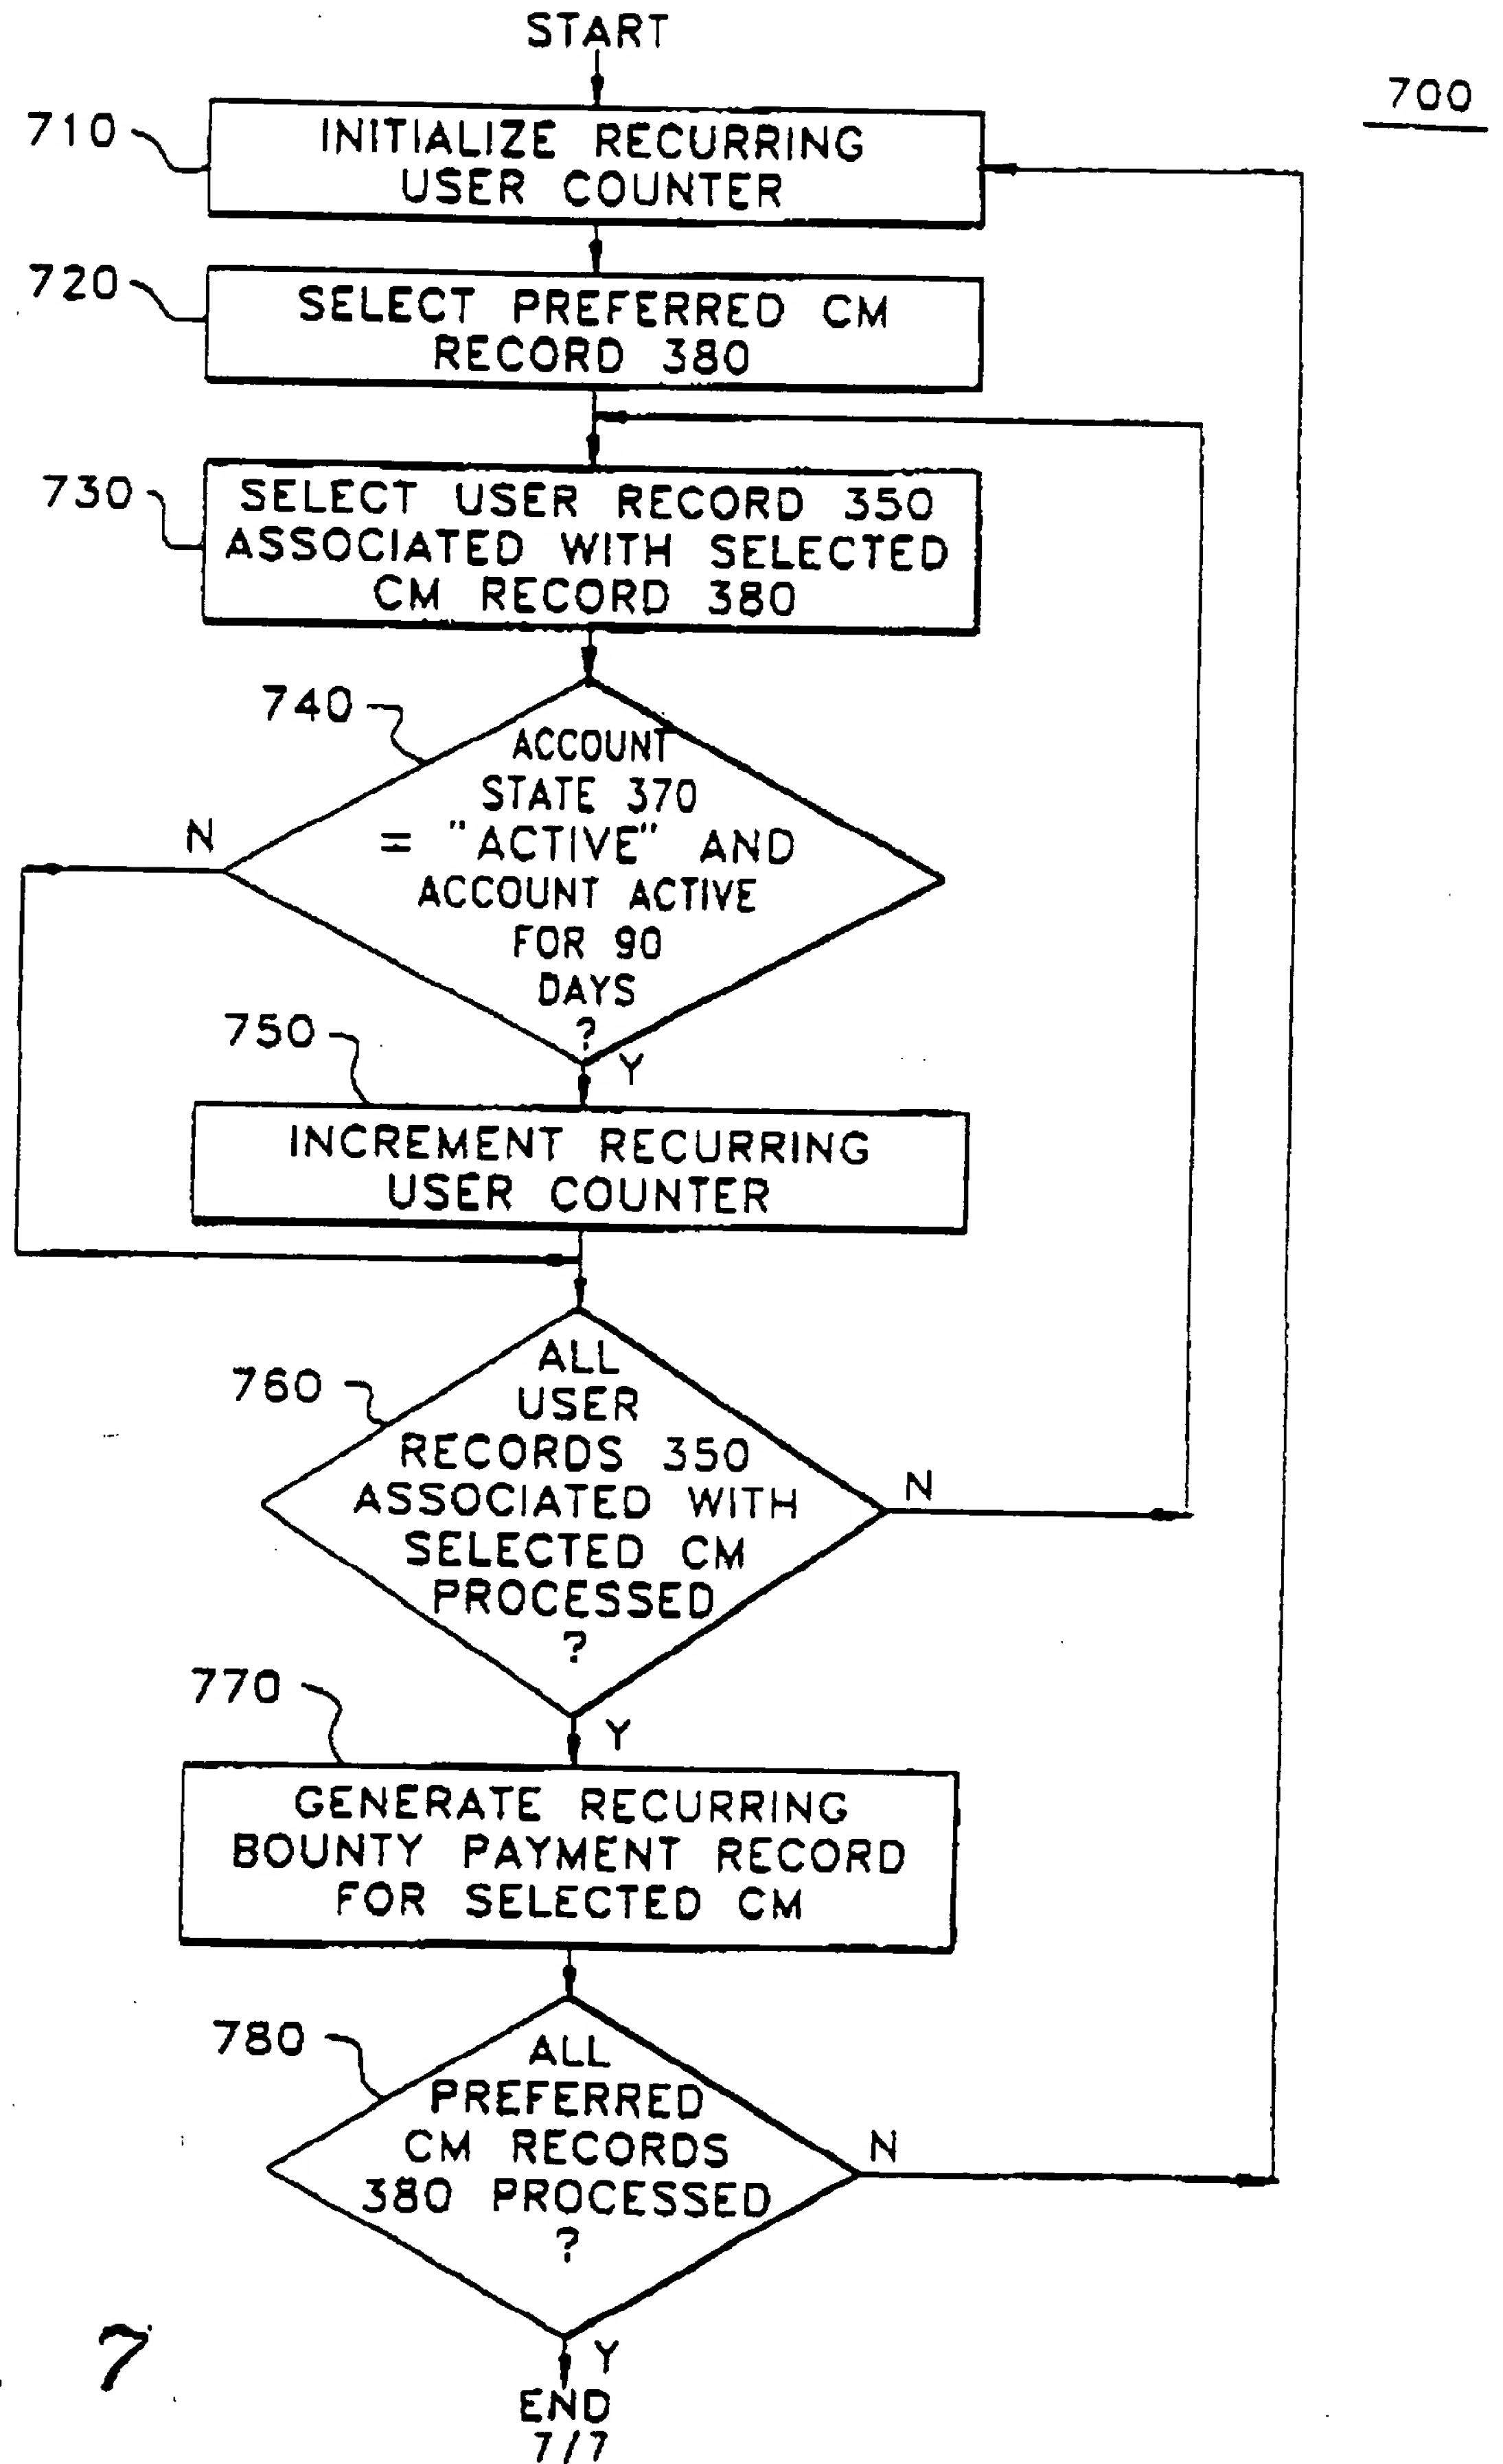 START
700
710
INITIALIZE RECURRING
USER COUNTER
720
SELECT PREFERRED CM
RECORD 380
730
SELECT USER RECORD 350
ASSOCIATED WITH SELECTED
CM RECORD 380
740
ACCOUNT
STATE 370
= "ACTIVE" AND
ACCOUNT ACTIVE
FOR 90
DAYS
?
N
Y
750
INCREMENT RECURRING
USER COUNTER
760
ALL
USER
RECORDS 350
ASSOCIATED WITH
SELECTED CM
PROCESSED
?
N
Y
770
GENERATE RECURRING
BOUNTY PAYMENT RECORD
FOR SELECTED CM
780
ALL
PREFERRED
CM RECORDS
380 PROCESSED
?
N
Y
7
END
7/7